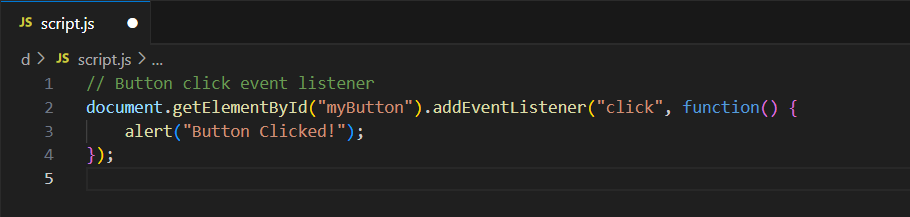 JS script.js
d > JS script.js > ...
1 // Button click event listener
2 document.getElementById("myButton").addEventListener("click", function() {
3     alert("Button Clicked!");
4 });
5